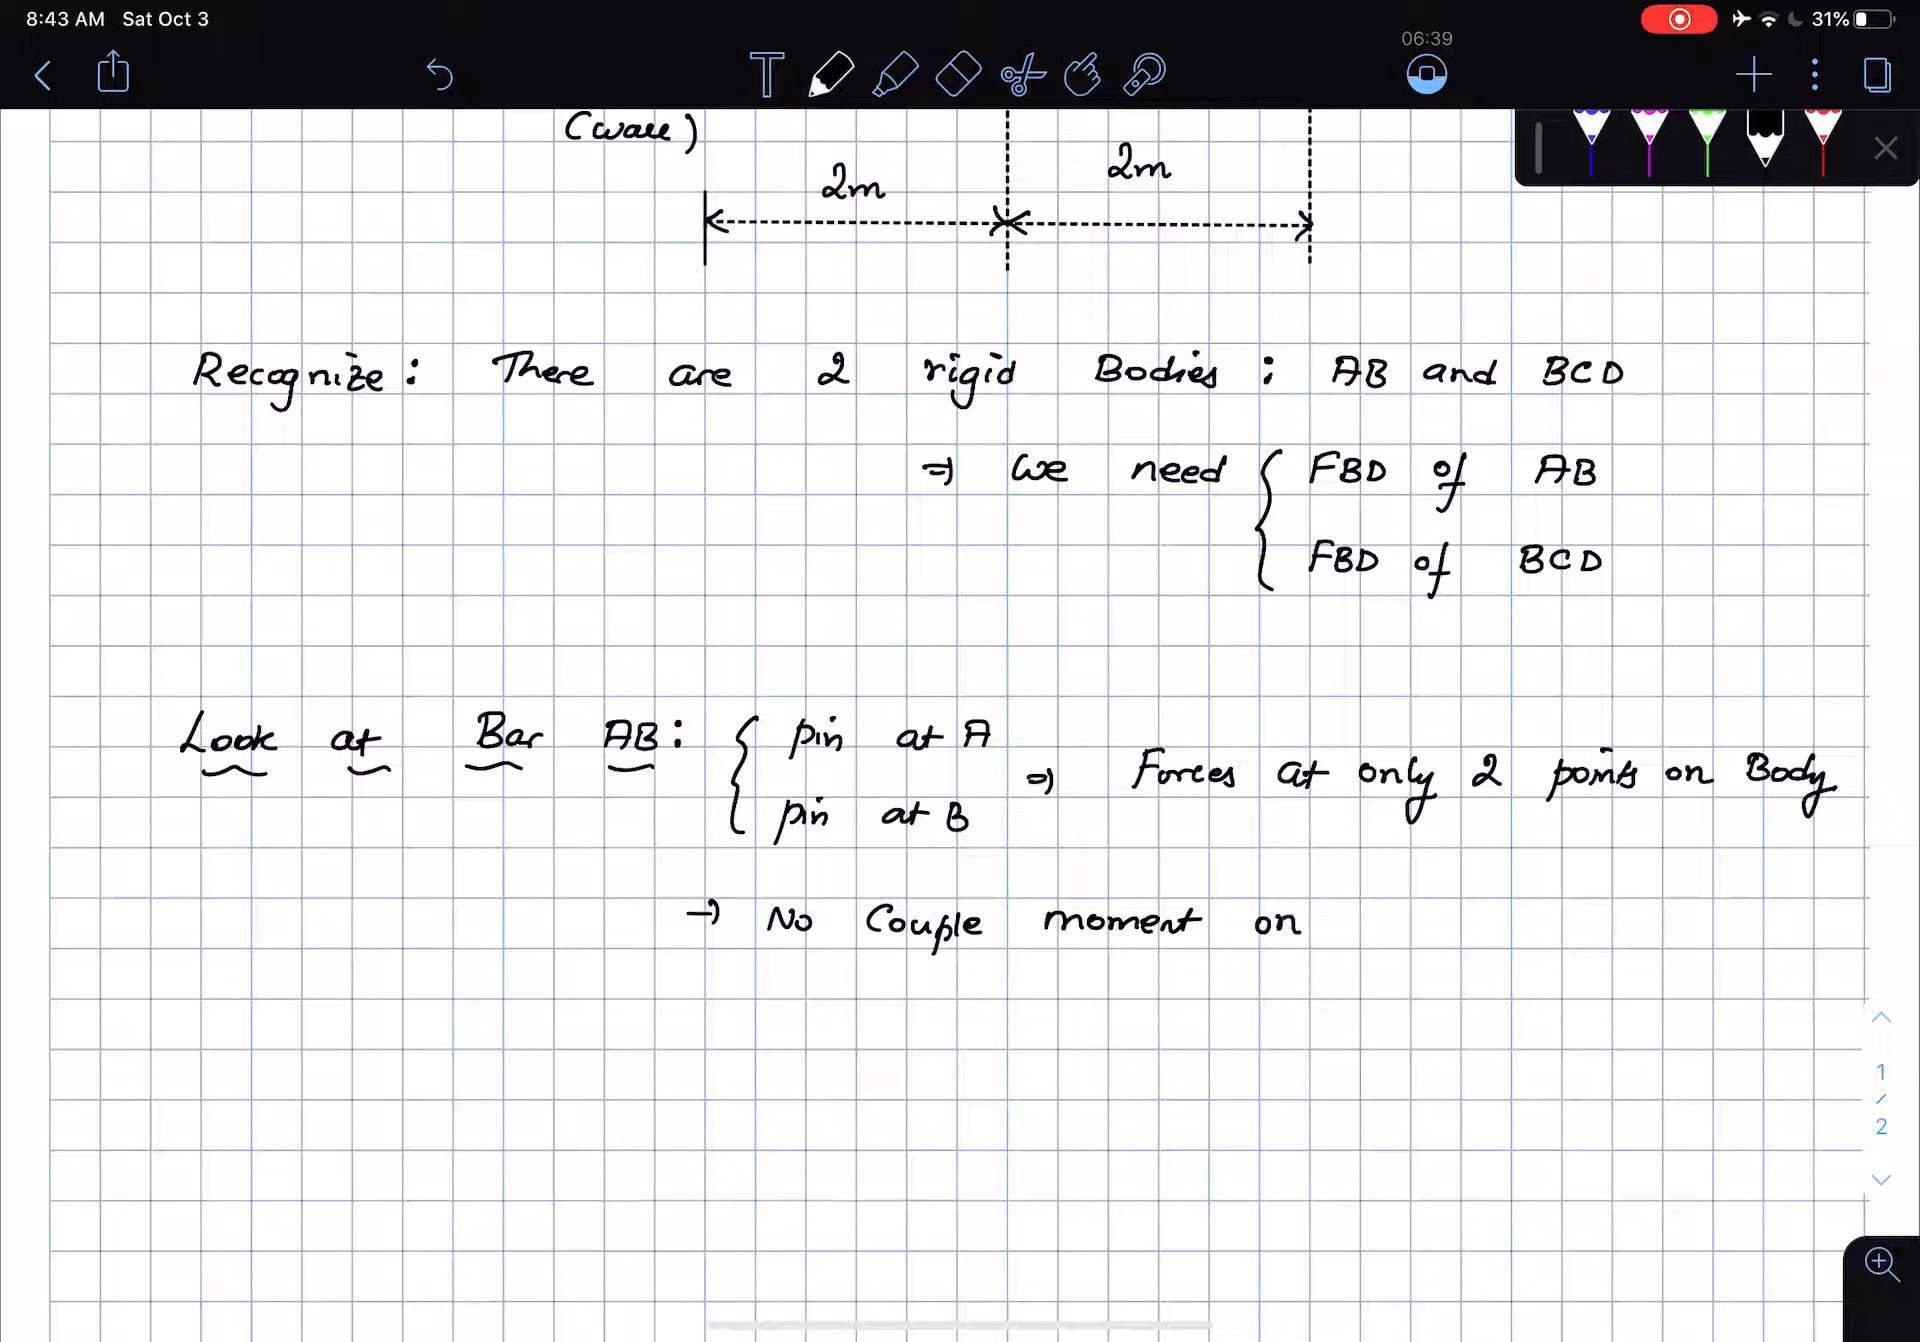 8:43 AM Sat Oct 3
31%
06:39
(wall)
2m
2m
Recognize: There are 2 rigid Bodies: AB and BCD
⇒ We need { FBD of AB
FBD of BCD
Look at Bar AB: { pin at A
⇒ Forces at only 2 points on Body
pin at B
→ No Couple moment on
1
/
2